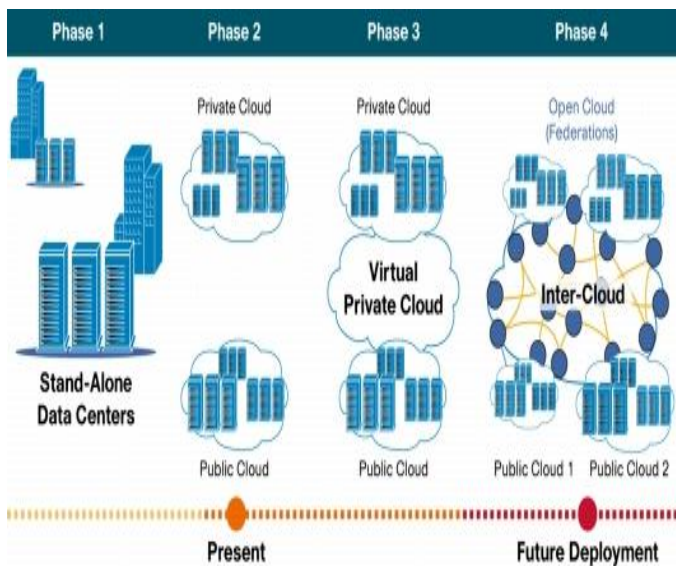 Phase 1
Phase 2
Phase 3
Phase 4
Private Cloud
Private Cloud
Open Cloud
(Federations)
Virtual
Private Cloud
Inter-Cloud
Stand-Alone
Data Centers
Public Cloud
Public Cloud
Public Cloud 1
Public Cloud 2
Present
Future Deployment